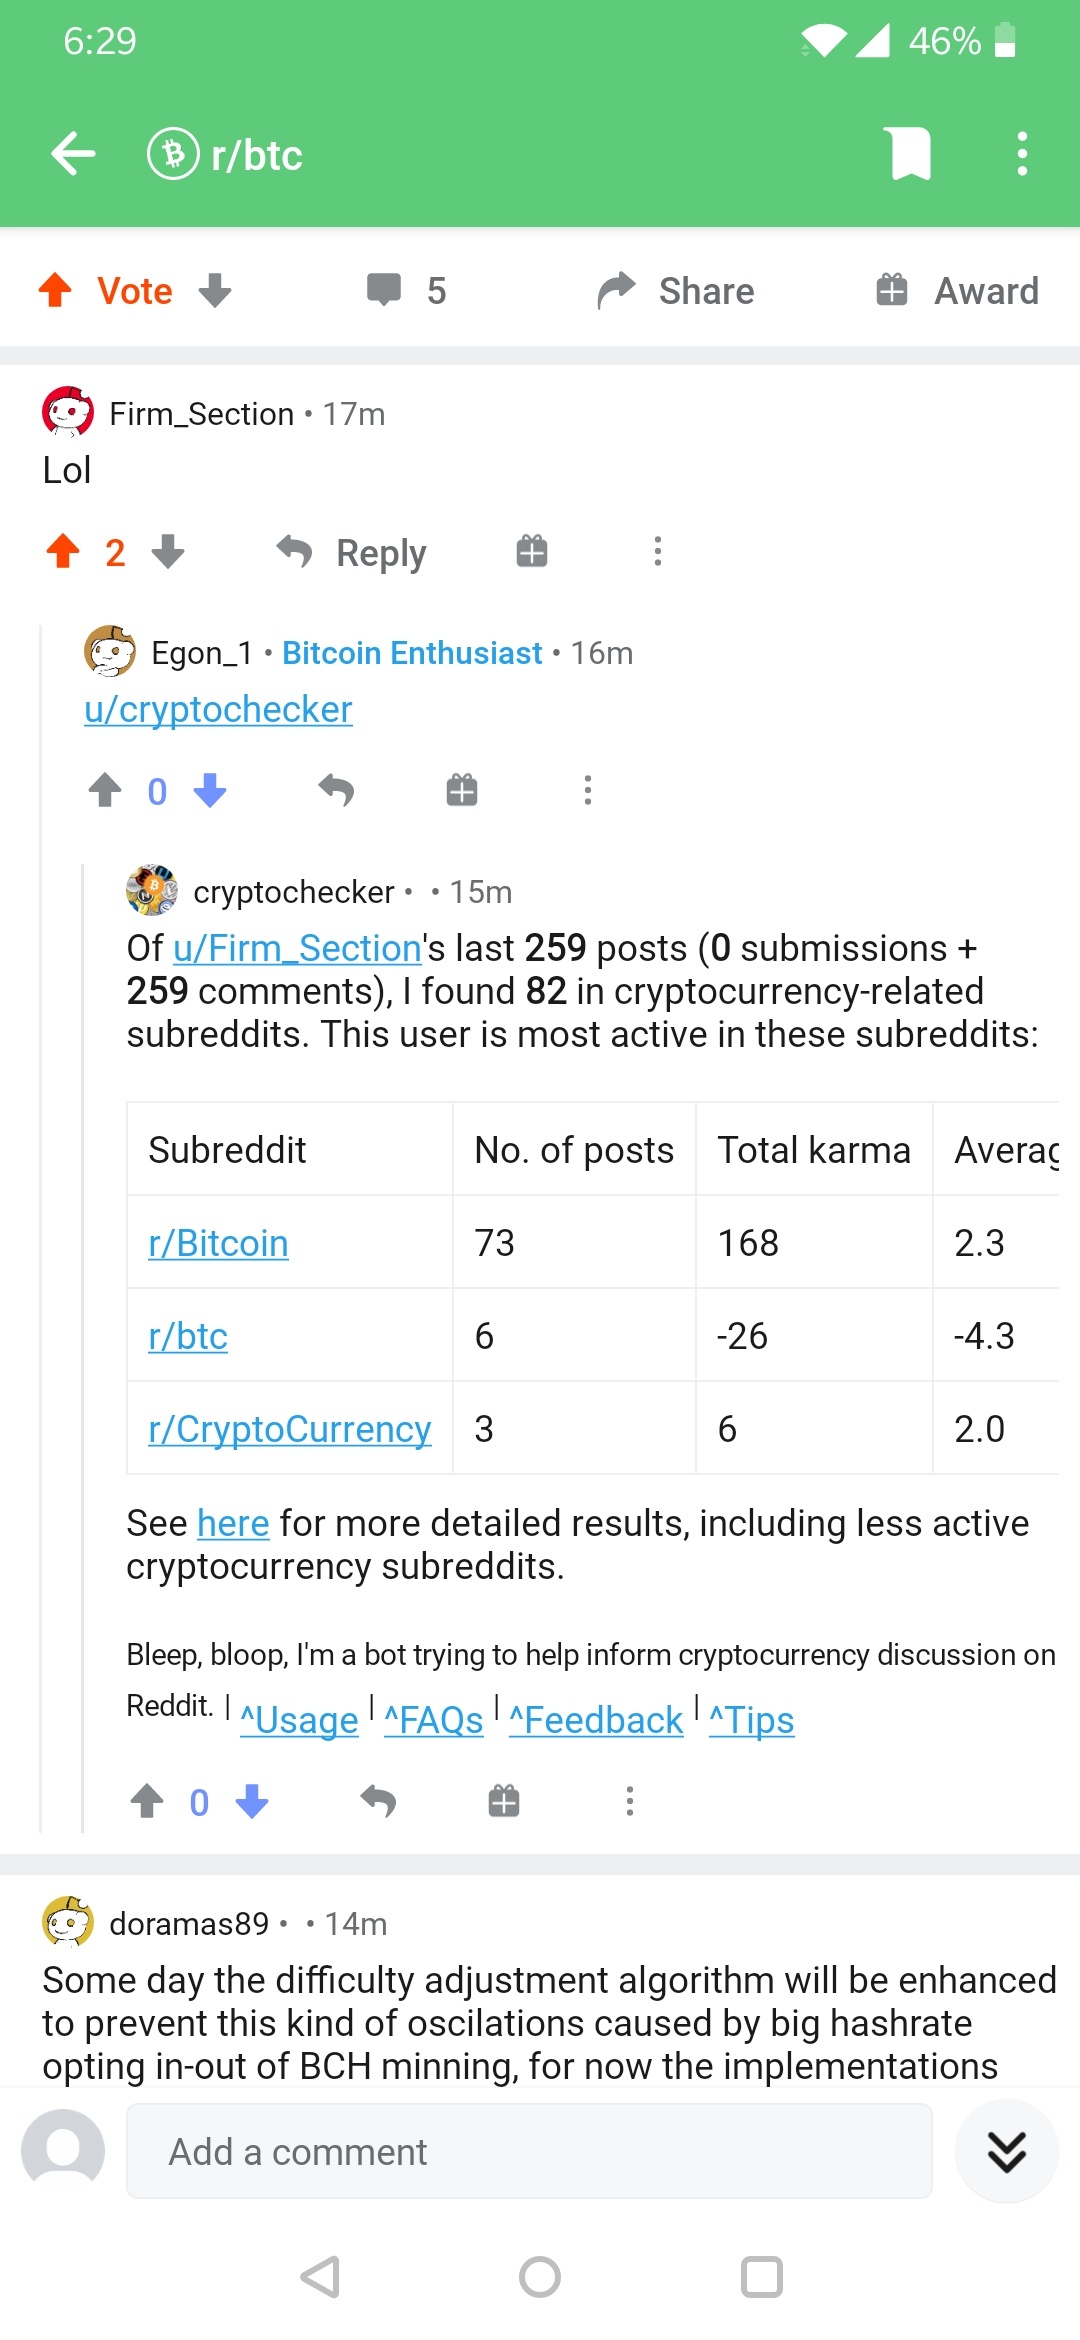 6:29
46%
r/btc
Vote 5 Share Award
Firm_Section • 17m
Lol
2 Reply
Egon_1 • Bitcoin Enthusiast • 16m
u/cryptochecker
0
cryptochecker • • 15m
Of u/Firm_Section's last 259 posts (0 submissions +
259 comments), I found 82 in cryptocurrency-related
subreddits. This user is most active in these subreddits:
Subreddit No. of posts Total karma Averag
r/Bitcoin 73 168 2.3
r/btc 6 -26 -4.3
r/CryptoCurrency 3 6 2.0
See here for more detailed results, including less active
cryptocurrency subreddits.
Bleep, bloop, I'm a bot trying to help inform cryptocurrency discussion on
Reddit. | ^Usage | ^FAQs | ^Feedback | ^Tips
0
doramas89 • • 14m
Some day the difficulty adjustment algorithm will be enhanced
to prevent this kind of oscilations caused by big hashrate
opting in-out of BCH minning, for now the implementations
Add a comment